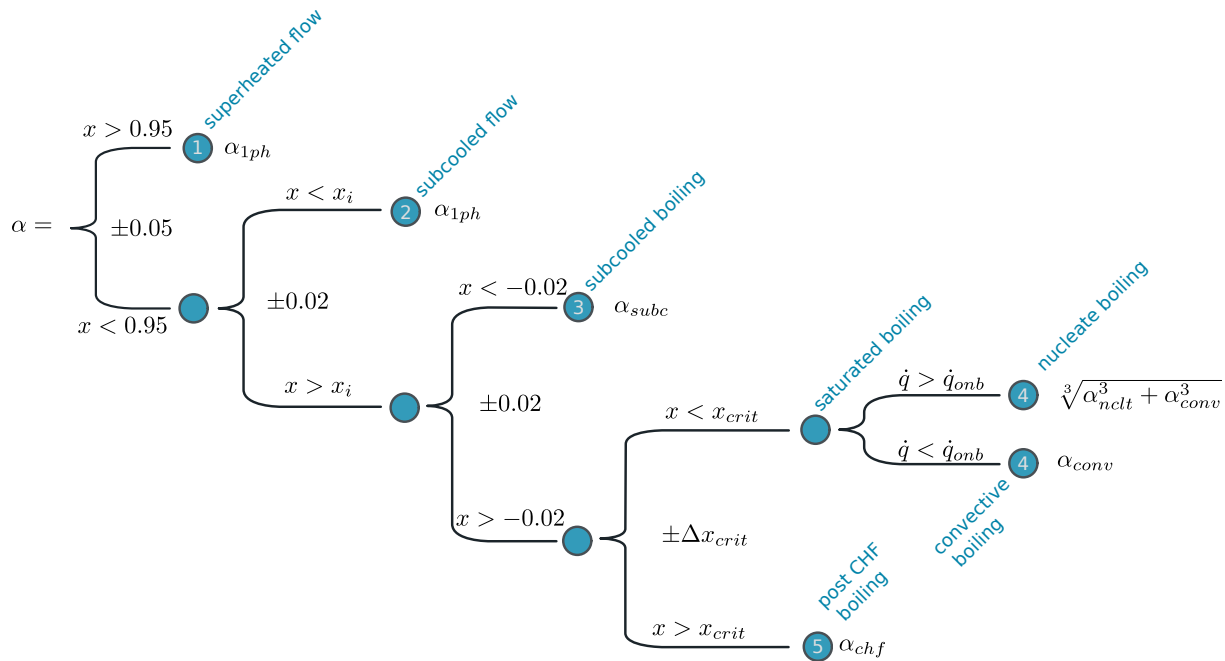 superheated flow
x > 0.95
1
α_{1ph}
subcooled flow
x < x_i
2
α_{1ph}
α =
±0.05
subcooled boiling
x < −0.02
3
α_{subc}
±0.02
x < 0.95
nucleate boiling
saturated boiling
q̇ > q̇_{onb}
4
∛(α³_{nclt} + α³_{conv})
x > x_i
±0.02
x < x_{crit}
q̇ < q̇_{onb}
4
α_{conv}
convective
boiling
x > −0.02
±Δx_{crit}
post CHF
boiling
x > x_{crit}
5
α_{chf}